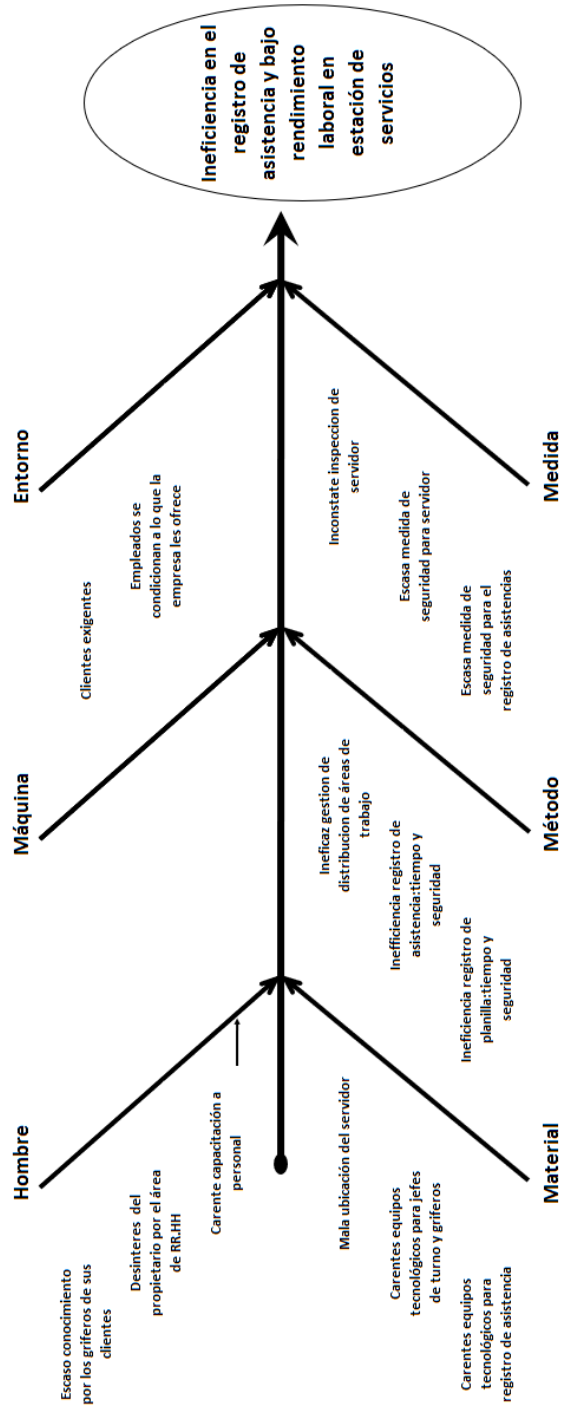 Hombre
Máquina
Entorno
Escaso conocimiento
por los griferos de sus
clientes
Desinteres del
propietario por el área
de RR.HH
Carente capacitación a
personal
Clientes exigentes
Empleados se
condicionan a lo que la
empresa les ofrece
Ineficiencia en el
registro de
asistencia y bajo
rendimiento
laboral en
estación de
servicios
Mala ubicación del servidor
Carentes equipos
tecnológicos para jefes
de turno y griferos
Carentes equipos
tecnológicos para
registro de asistencia
Ineficaz gestion de
distribucion de áreas de
trabajo
Inefficiencia registro de
asistencia:tiempo y
seguridad
Ineficiencia registro de
planilla:tiempo y
seguridad
Inconstate inspeccion de
servidor
Escasa medida de
seguridad para servidor
Escasa medida de
seguridad para el
registro de asistencias
Material
Método
Medida